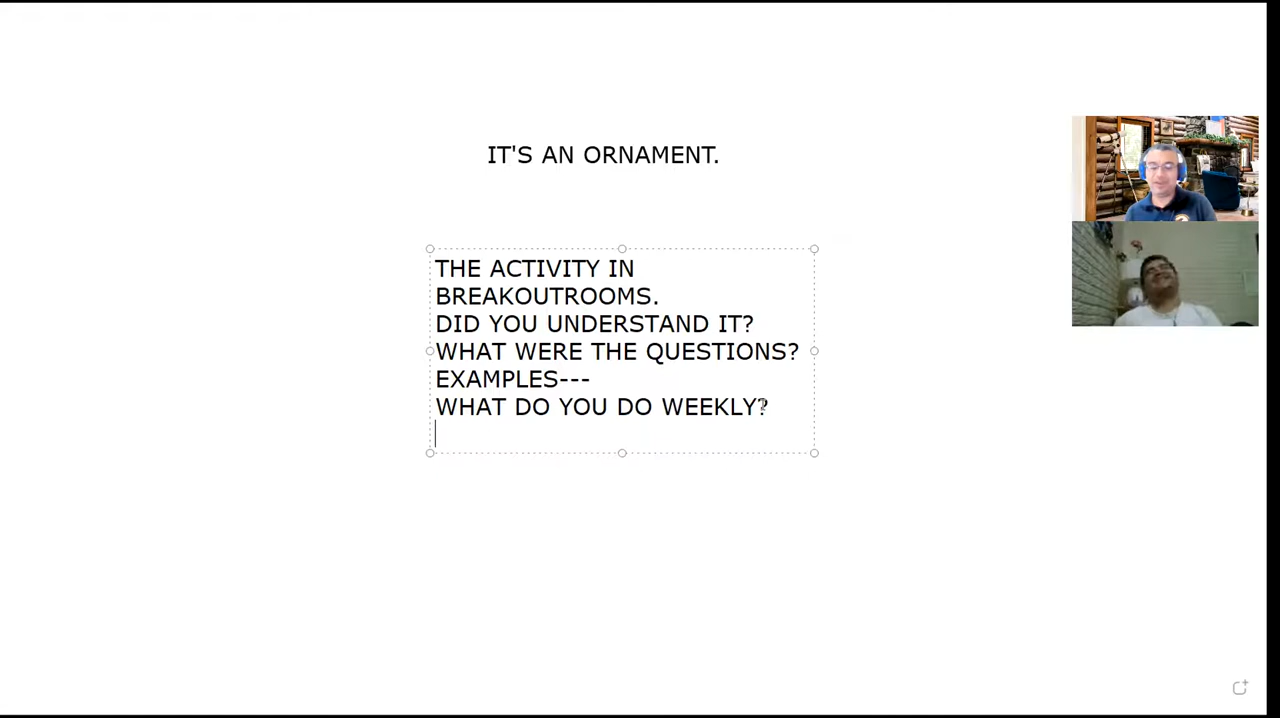 IT'S AN ORNAMENT.
THE ACTIVITY IN
BREAKOUTROOMS.
DID YOU UNDERSTAND IT?
WHAT WERE THE QUESTIONS?
EXAMPLES---
WHAT DO YOU DO WEEKLY?